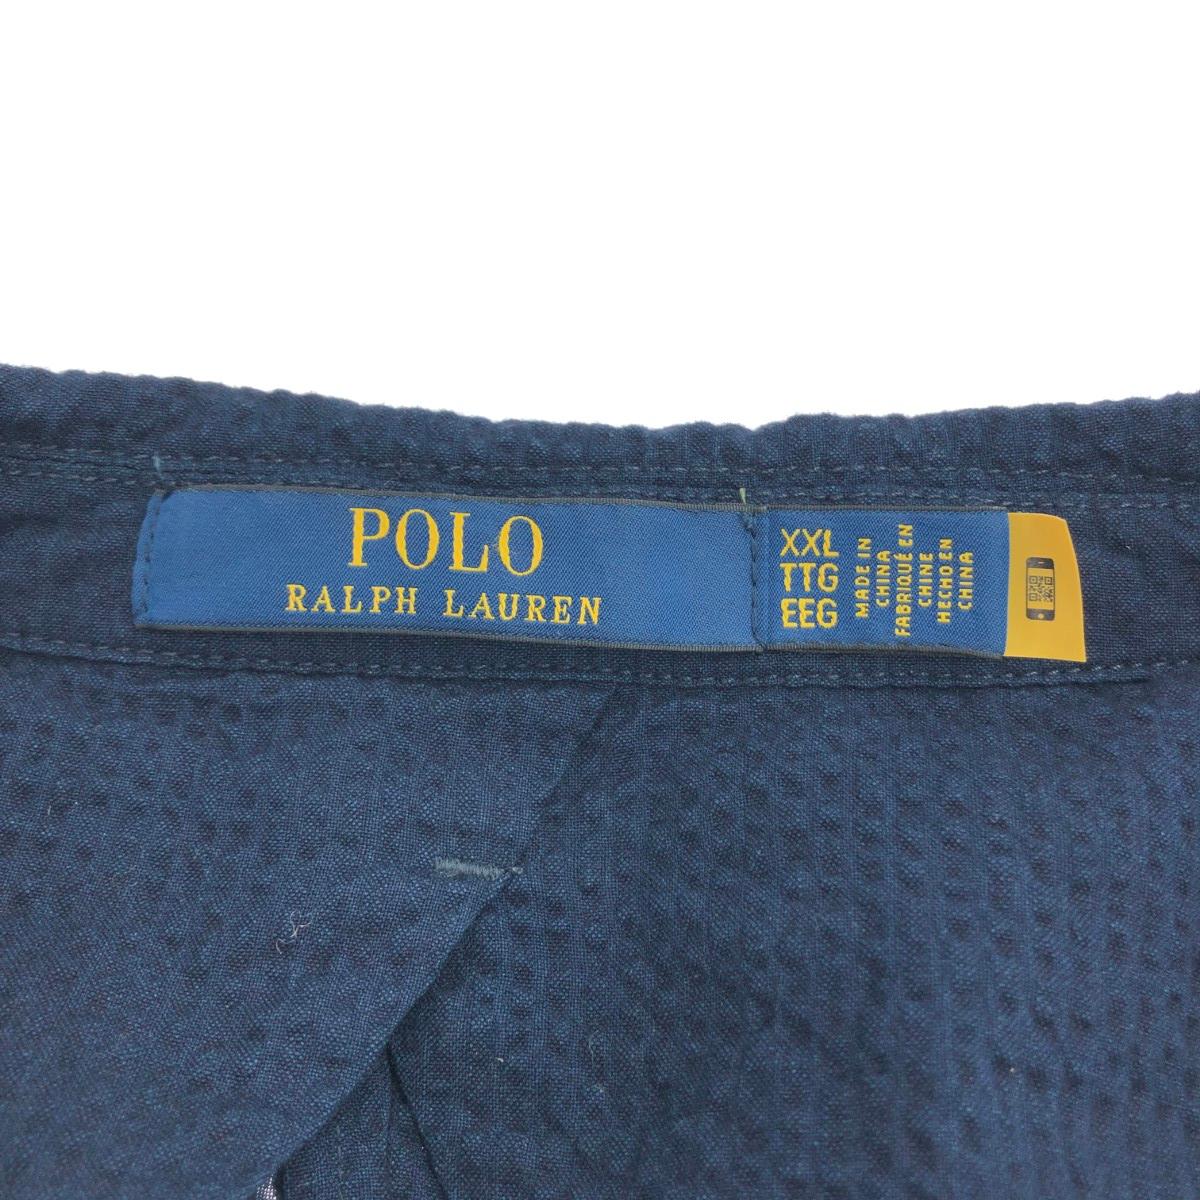 POLO
RALPH LAUREN
XXL
TTG
EEG
MADE IN
CHINA
FABRIQUÉ EN
CHINE
HECHO EN
CHINA